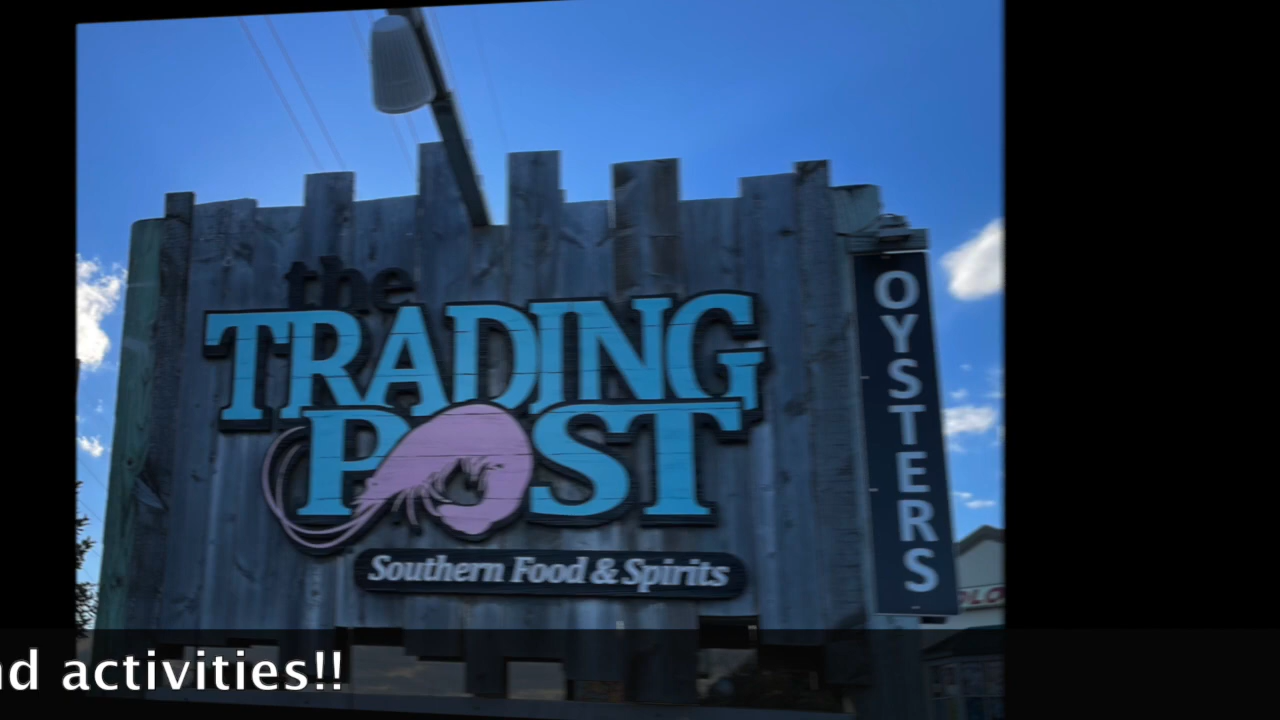 the
TRADING
POST
Southern Food & Spirits
OYSTERS
activities!!